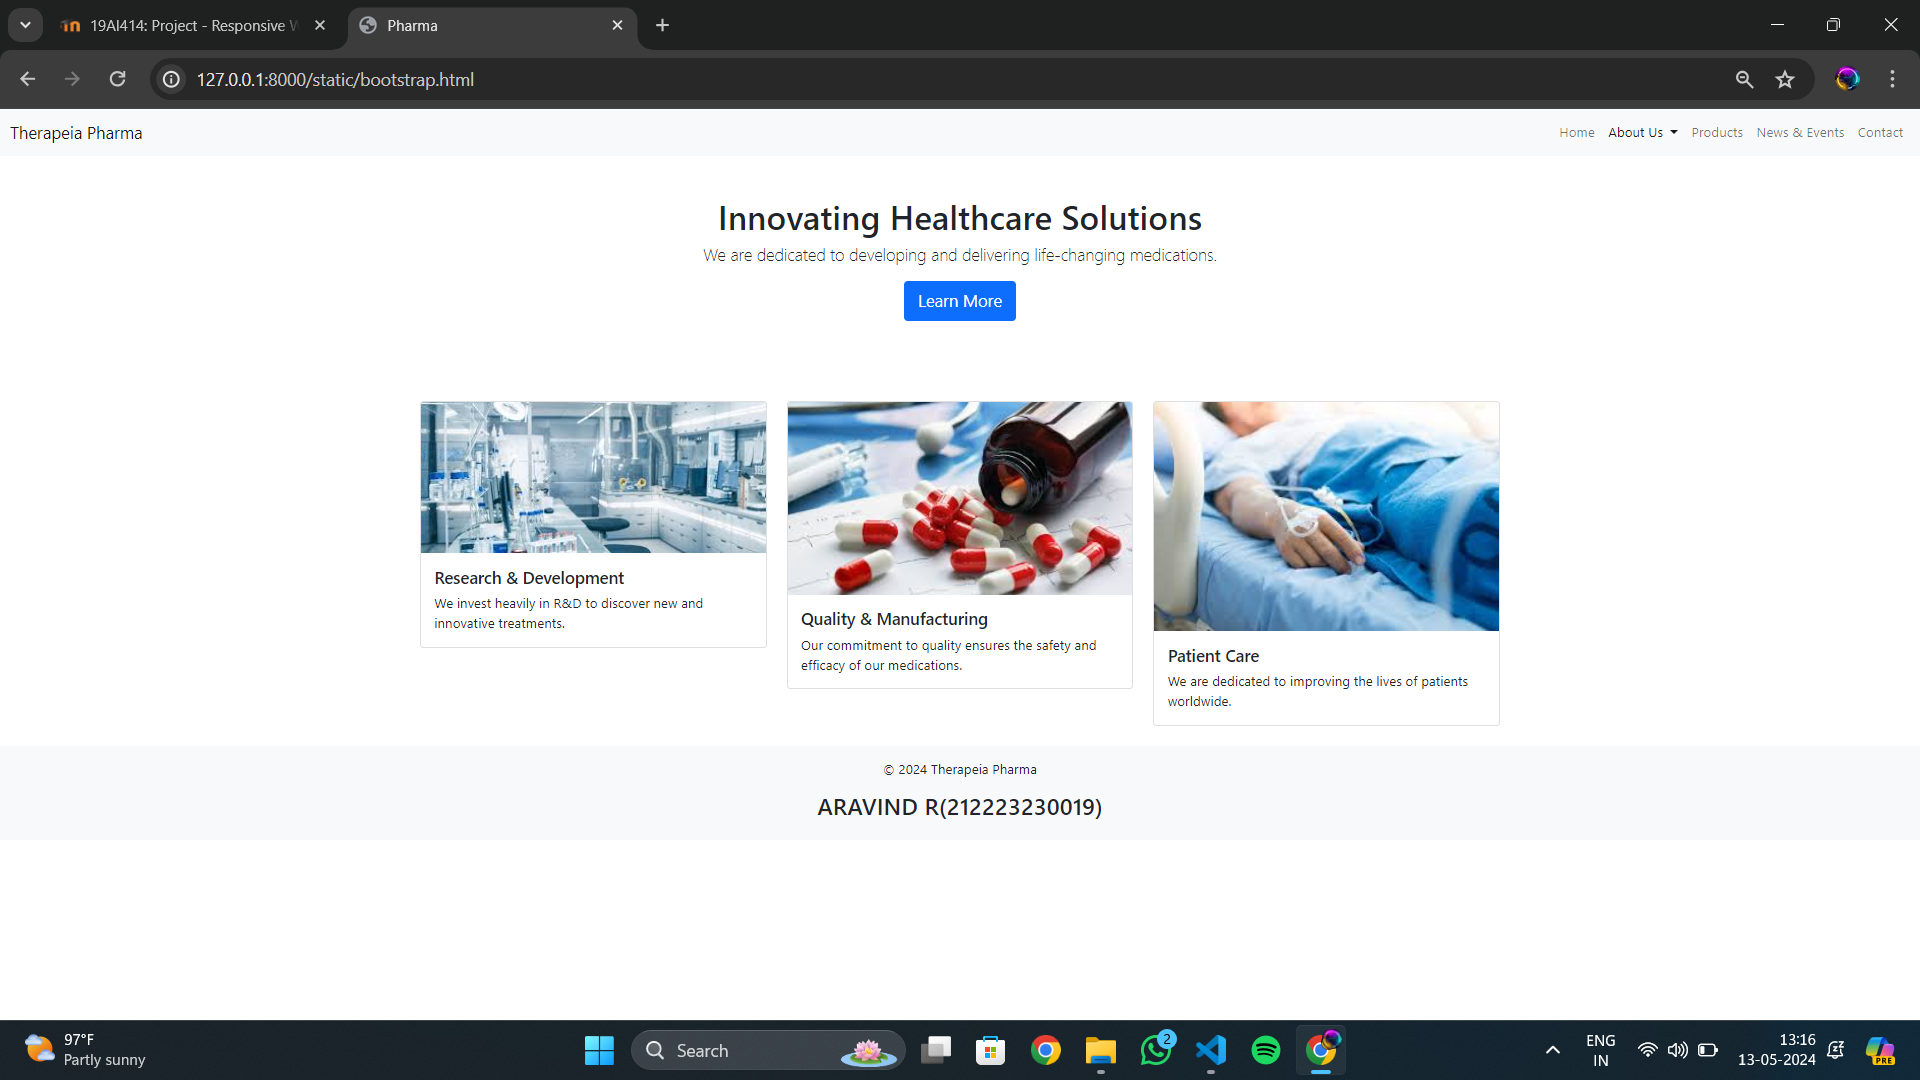 19AI414: Project - Responsive W
Pharma
127.0.0.1:8000/static/bootstrap.html
Therapeia Pharma
Home
About Us
Products
News & Events
Contact
Innovating Healthcare Solutions
We are dedicated to developing and delivering life-changing medications.
Learn More
Research & Development
We invest heavily in R&D to discover new and
innovative treatments.
Quality & Manufacturing
Our commitment to quality ensures the safety and
efficacy of our medications.
Patient Care
We are dedicated to improving the lives of patients
worldwide.
© 2024 Therapeia Pharma
ARAVIND R(212223230019)
97°F
Partly sunny
Search
2
ENG
IN
13:16
13-05-2024
PRE